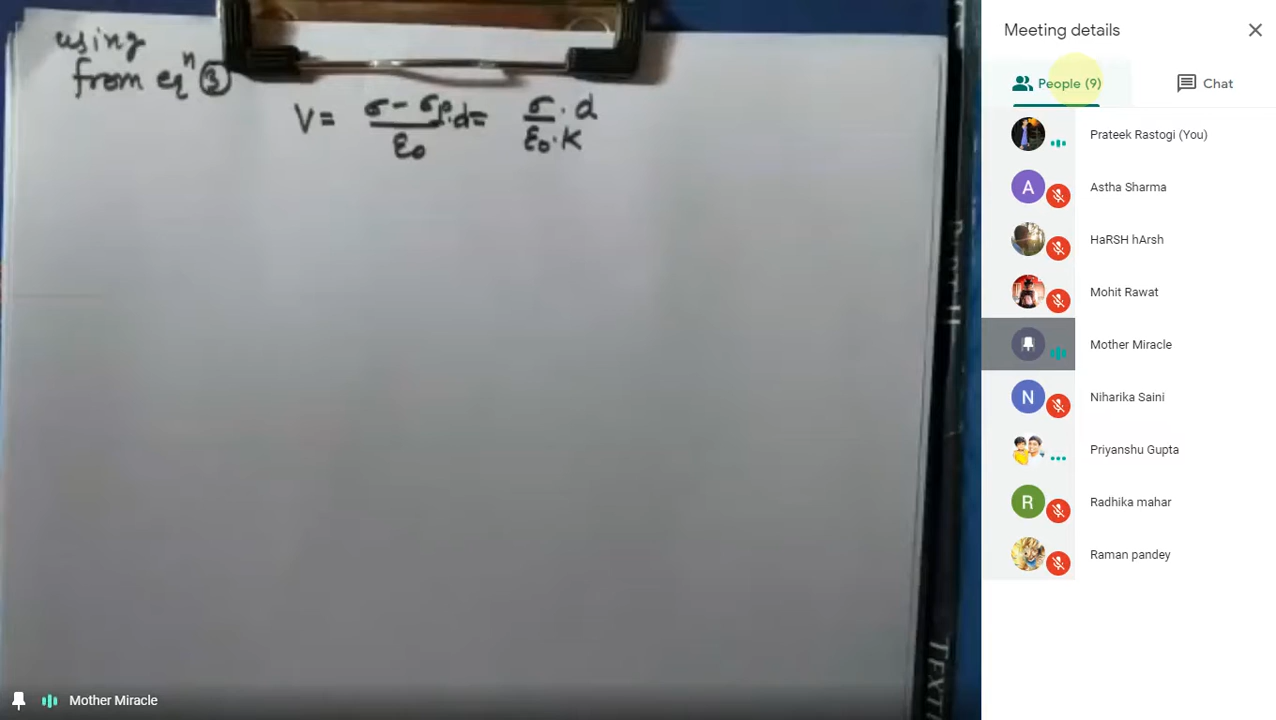 using
from eqⁿ ③
V = σ - σp/ε₀ . d = σ/ε₀ . K . d
Mother Miracle
Meeting details
People (9)
Chat
Prateek Rastogi (You)
A
Astha Sharma
HaRSH hArsh
Mohit Rawat
Mother Miracle
N
Niharika Saini
Priyanshu Gupta
R
Radhika mahar
Raman pandey